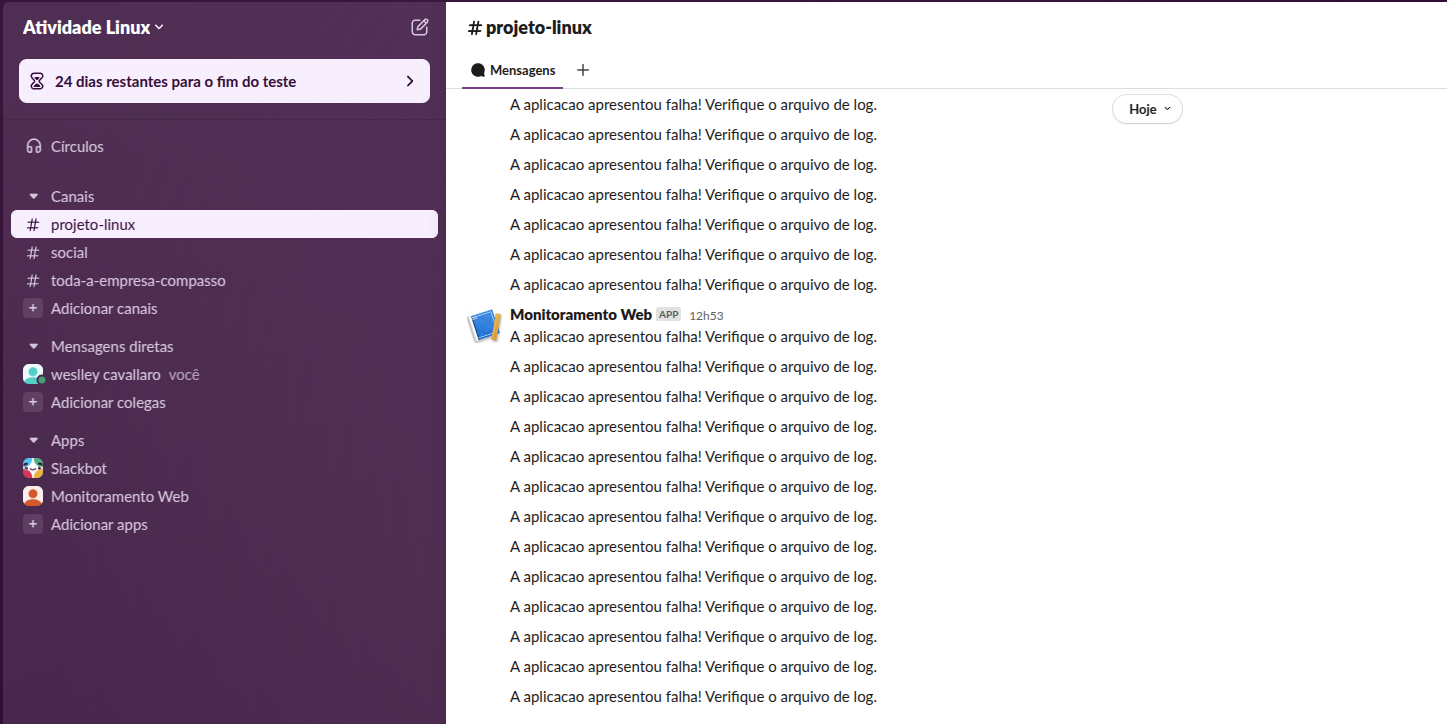 Atividade Linux
24 dias restantes para o fim do teste
Círculos
Canais
# projeto-linux
# social
# toda-a-empresa-compasso
+ Adicionar canais
Mensagens diretas
weslley cavallaro você
+ Adicionar colegas
Apps
Slackbot
Monitoramento Web
+ Adicionar apps
# projeto-linux
Mensagens +
Hoje
A aplicacao apresentou falha! Verifique o arquivo de log.
A aplicacao apresentou falha! Verifique o arquivo de log.
A aplicacao apresentou falha! Verifique o arquivo de log.
A aplicacao apresentou falha! Verifique o arquivo de log.
A aplicacao apresentou falha! Verifique o arquivo de log.
A aplicacao apresentou falha! Verifique o arquivo de log.
A aplicacao apresentou falha! Verifique o arquivo de log.
Monitoramento Web APP 12h53
A aplicacao apresentou falha! Verifique o arquivo de log.
A aplicacao apresentou falha! Verifique o arquivo de log.
A aplicacao apresentou falha! Verifique o arquivo de log.
A aplicacao apresentou falha! Verifique o arquivo de log.
A aplicacao apresentou falha! Verifique o arquivo de log.
A aplicacao apresentou falha! Verifique o arquivo de log.
A aplicacao apresentou falha! Verifique o arquivo de log.
A aplicacao apresentou falha! Verifique o arquivo de log.
A aplicacao apresentou falha! Verifique o arquivo de log.
A aplicacao apresentou falha! Verifique o arquivo de log.
A aplicacao apresentou falha! Verifique o arquivo de log.
A aplicacao apresentou falha! Verifique o arquivo de log.
A aplicacao apresentou falha! Verifique o arquivo de log.